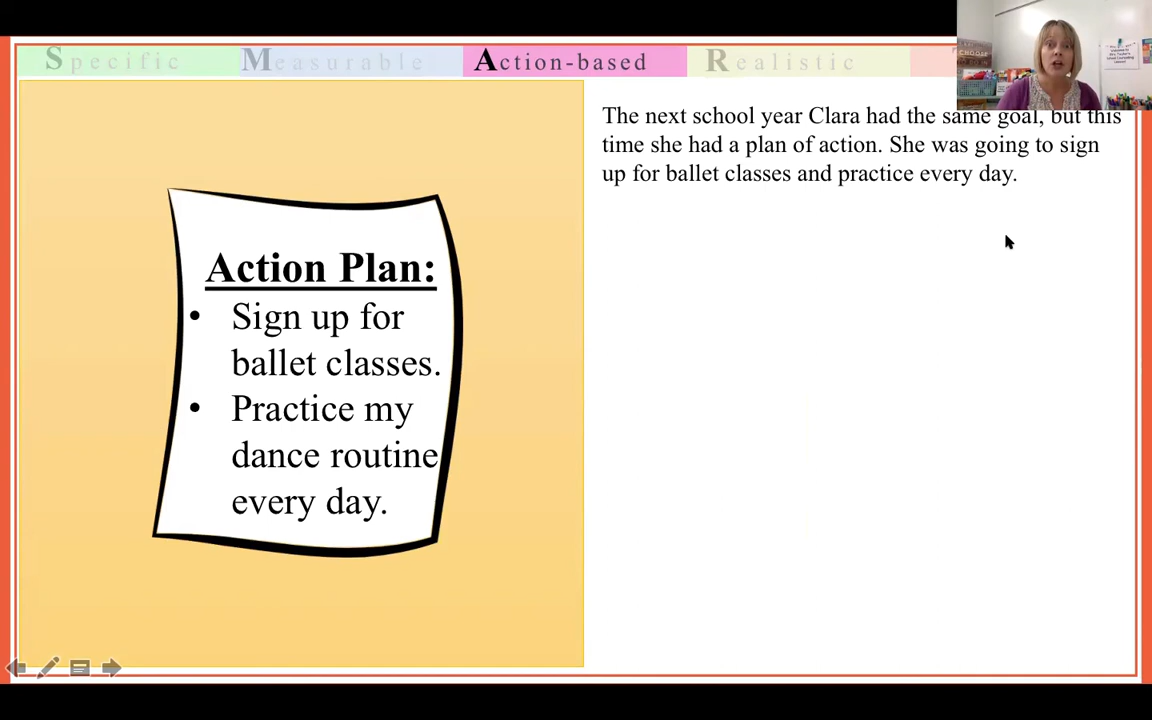 Specific Measurable Action-based Realistic
The next school year Clara had the same goal, but this
time she had a plan of action. She was going to sign
up for ballet classes and practice every day.
Action Plan:
• Sign up for
ballet classes.
• Practice my
dance routine
every day.